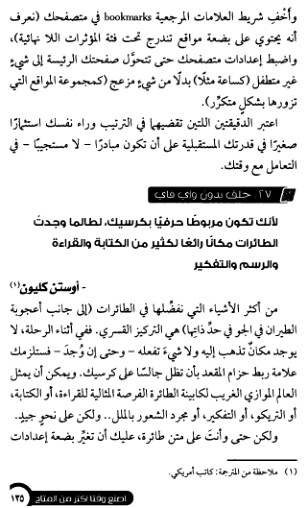 وأخفِ شريط العلامات المرجعية bookmarks في متصفحك (نعرف
أنه يحتوي على بضعة مواقع تندرج تحت فئة المؤثرات اللا نهائية)،
واضبط إعدادات متصفحك حتى تتحوَّل صفحتك الرئيسة إلى شيءٍ
غير متطفل (كساعة مثلًا) بدلًا من شيءٍ مزعج (كمجموعة المواقع التي
تزورها بشكلٍ متكرِّر).
اعتبر الدقيقتين اللتين تقضيهما في الترتيب وراء نفسك استثمارًا
صغيرًا في قدرتك المستقبلية على أن تكون مبادرًا – لا مستجيبًا – في
التعامل مع وقتك.
٢٧. حلق بدون واي فاي
لأنك تكون مربوطًا حرفيًا بكرسيك، لطالما وجدتُ
الطائرات مكانًا رائعًا لكثير من الكتابة والقراءة
والرسم والتفكير
- أوستن كليون(١)
من أكثر الأشياء التي نفضِّلها في الطائرات (إلى جانب أعجوبة
الطيران في الجو في حدِّ ذاتها) هي التركيز القسري. ففي أثناء الرحلة، لا
يوجد مكانٌ تذهب إليه ولا شيءَ تفعله – وحتى إن وُجدَ – فستلزمك
علامة ربط حزام المقعد بأن تظل جالسًا على كرسيك. ويمكن أن يمثل
العالم الموازي الغريب لكابينة الطائرة الفرصة المثالية للقراءة، أو الكتابة،
أو التريكو، أو التفكير، أو مجرد الشعور بالملل.. ولكن على نحوٍ جيدٍ.
ولكن حتى وأنتَ على متن طائرة، عليك أن تغيِّر بضعة إعدادات
(١) ملاحظة من المترجمة: كاتب أمريكي.
اصنع وقتا أكثر من المتاح ١٣٥